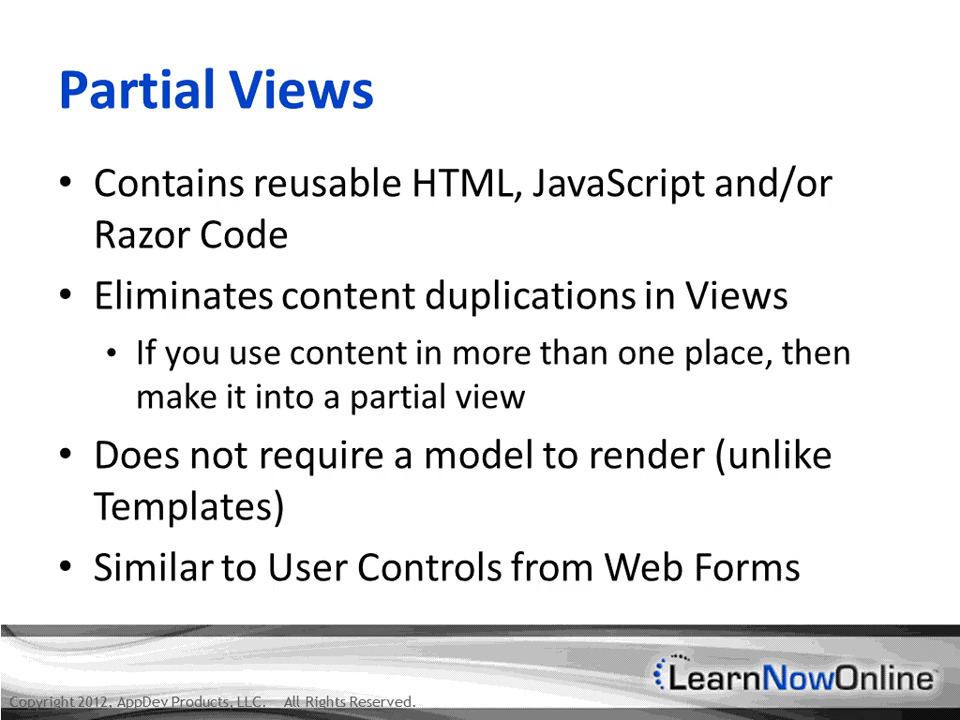 Partial Views
• Contains reusable HTML, JavaScript and/or
Razor Code
• Eliminates content duplications in Views
• If you use content in more than one place, then
make it into a partial view
• Does not require a model to render (unlike
Templates)
• Similar to User Controls from Web Forms
LearnNowOnline
Copyright 2012. AppDev Products, LLC. All Rights Reserved.